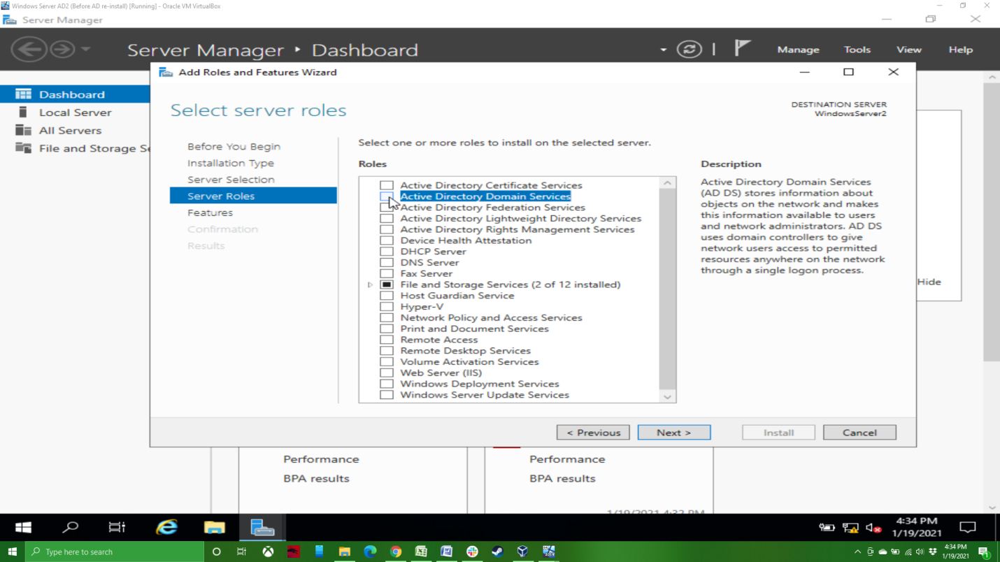 Windows Server AD2 (Before AD re-install) [Running] - Oracle VM VirtualBox
Server Manager
Server Manager ‣ Dashboard
Manage Tools View Help
Dashboard
Local Server
All Servers
File and Storage Se
Add Roles and Features Wizard
Select server roles
DESTINATION SERVER
WindowsServer2
Before You Begin
Installation Type
Server Selection
Server Roles
Features
Confirmation
Results
Select one or more roles to install on the selected server.
Roles
Active Directory Certificate Services
Active Directory Domain Services
Active Directory Federation Services
Active Directory Lightweight Directory Services
Active Directory Rights Management Services
Device Health Attestation
DHCP Server
DNS Server
Fax Server
File and Storage Services (2 of 12 installed)
Host Guardian Service
Hyper-V
Network Policy and Access Services
Print and Document Services
Remote Access
Remote Desktop Services
Volume Activation Services
Web Server (IIS)
Windows Deployment Services
Windows Server Update Services
Description
Active Directory Domain Services
(AD DS) stores information about
objects on the network and makes
this information available to users
and network administrators. AD DS
uses domain controllers to give
network users access to permitted
resources anywhere on the network
through a single logon process.
Hide
< Previous Next > Install Cancel
Performance
BPA results
Performance
BPA results
1/19/2021 4:32 PM
4:34 PM
1/19/2021
Type here to search
4:34 PM
1/19/2021